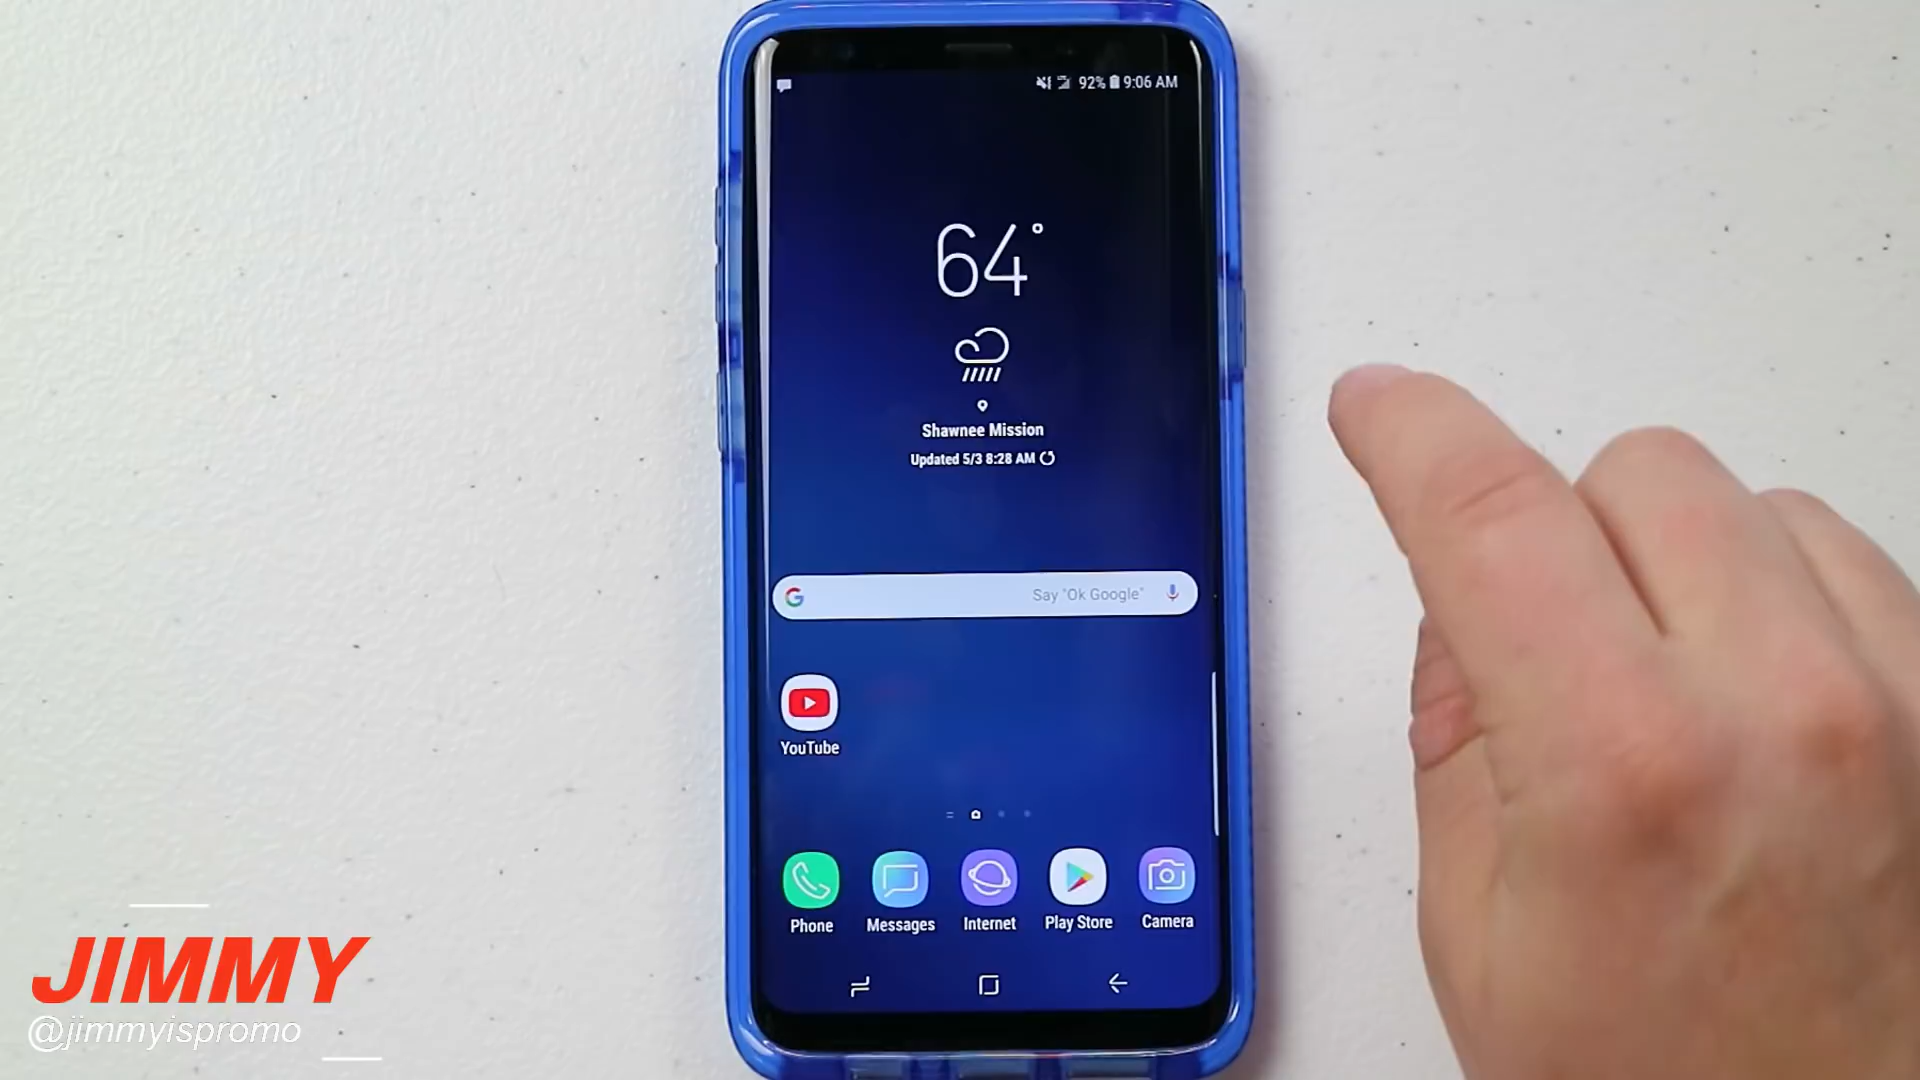 92% 9:06 AM
64°
Shawnee Mission
Updated 5/3 8:28 AM
G Say "Ok Google"
YouTube
Phone Messages Internet Play Store Camera
JIMMY
@jimmyispromo